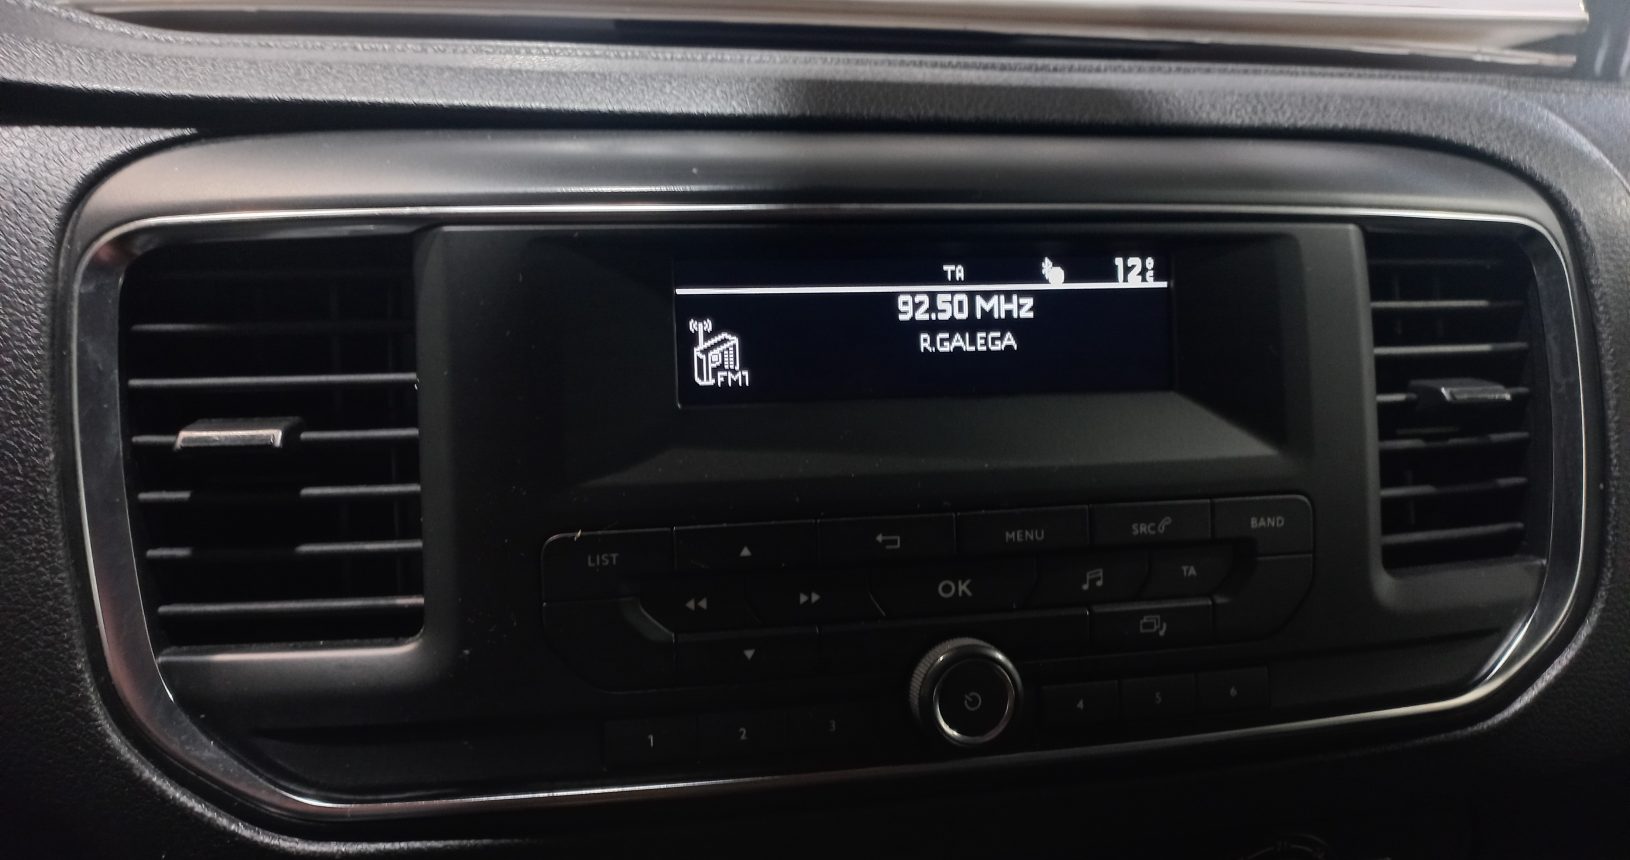 TA 12°C
92.50 MHz
R.GALEGA
FM1
LIST
MENU
SRC
BAND
OK
TA
1
2
3
4
5
6